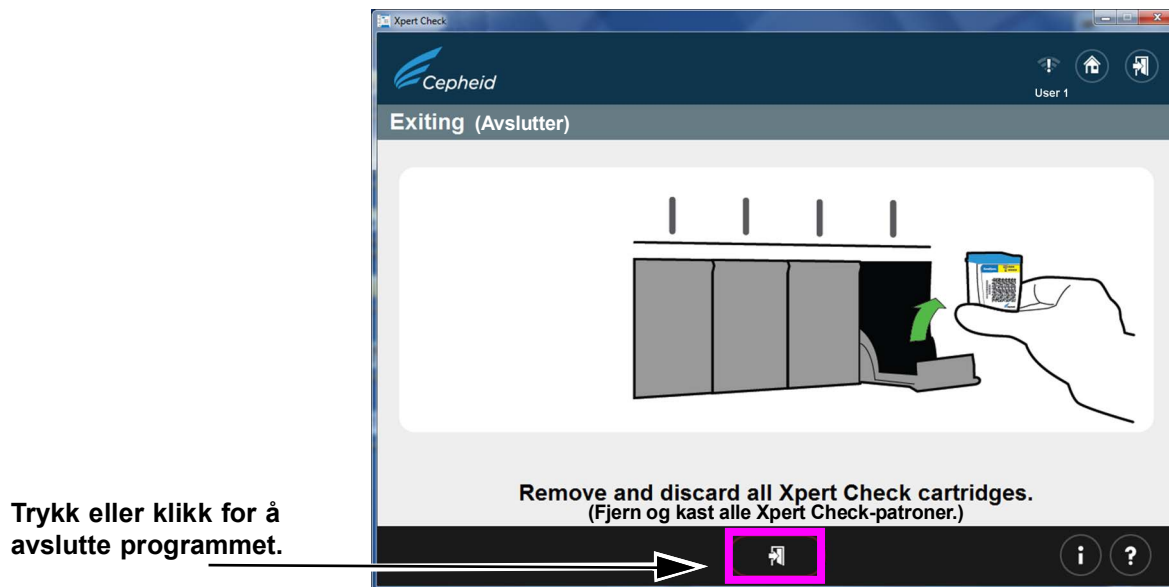 Xpert Check
Cepheid
User 1
Exiting (Avslutter)
Remove and discard all Xpert Check cartridges.
(Fjern og kast alle Xpert Check-patroner.)
Trykk eller klikk for å
avslutte programmet.
i ?